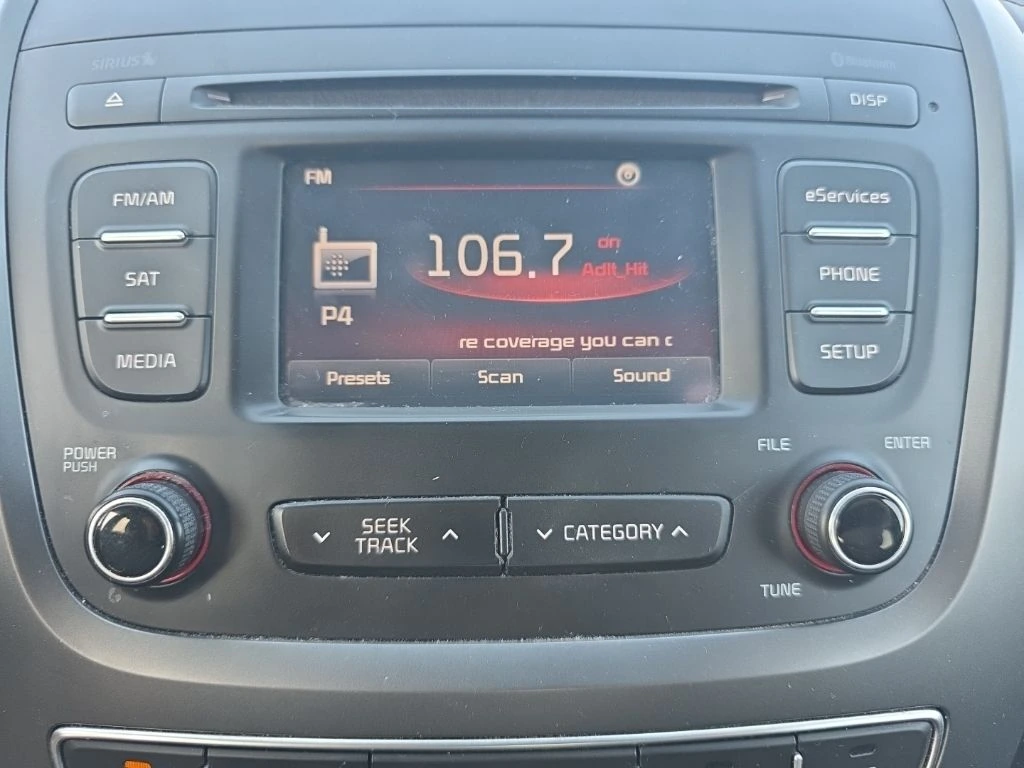 SIRIUS
Bluetooth
DISP
FM/AM
SAT
MEDIA
FM
106.7
Adlt_Hit
P4
re coverage you can c
Presets Scan Sound
eServices
PHONE
SETUP
POWER
PUSH
SEEK
TRACK
CATEGORY
FILE
ENTER
TUNE